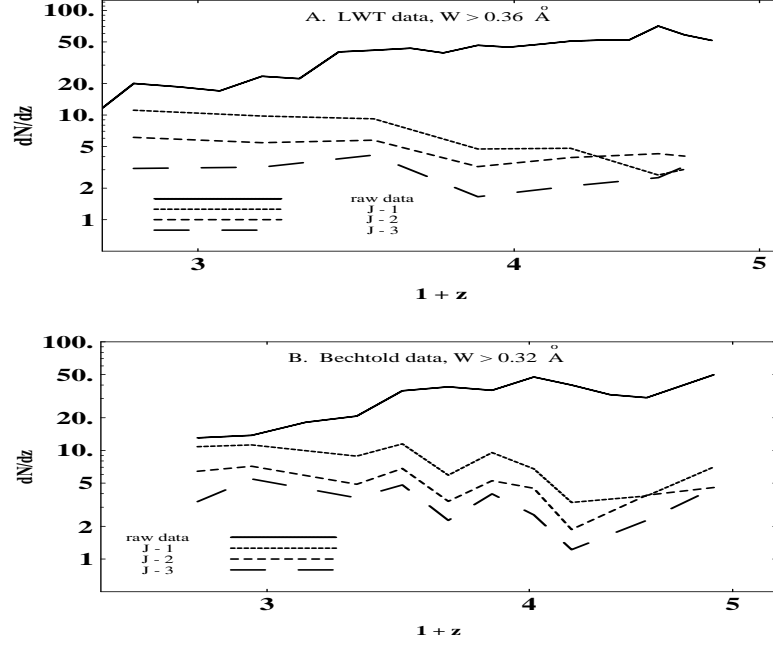 A. LWT data, W > 0.36 Å
100.
50.
10.
5
2
1
dN/dz
raw data
J - 1
J - 2
J - 3
3 4 5
1 + z
B. Bechtold data, W > 0.32 Å
100.
50.
10.
5
2
1
dN/dz
raw data
J - 1
J - 2
J - 3
3 4 5
1 + z